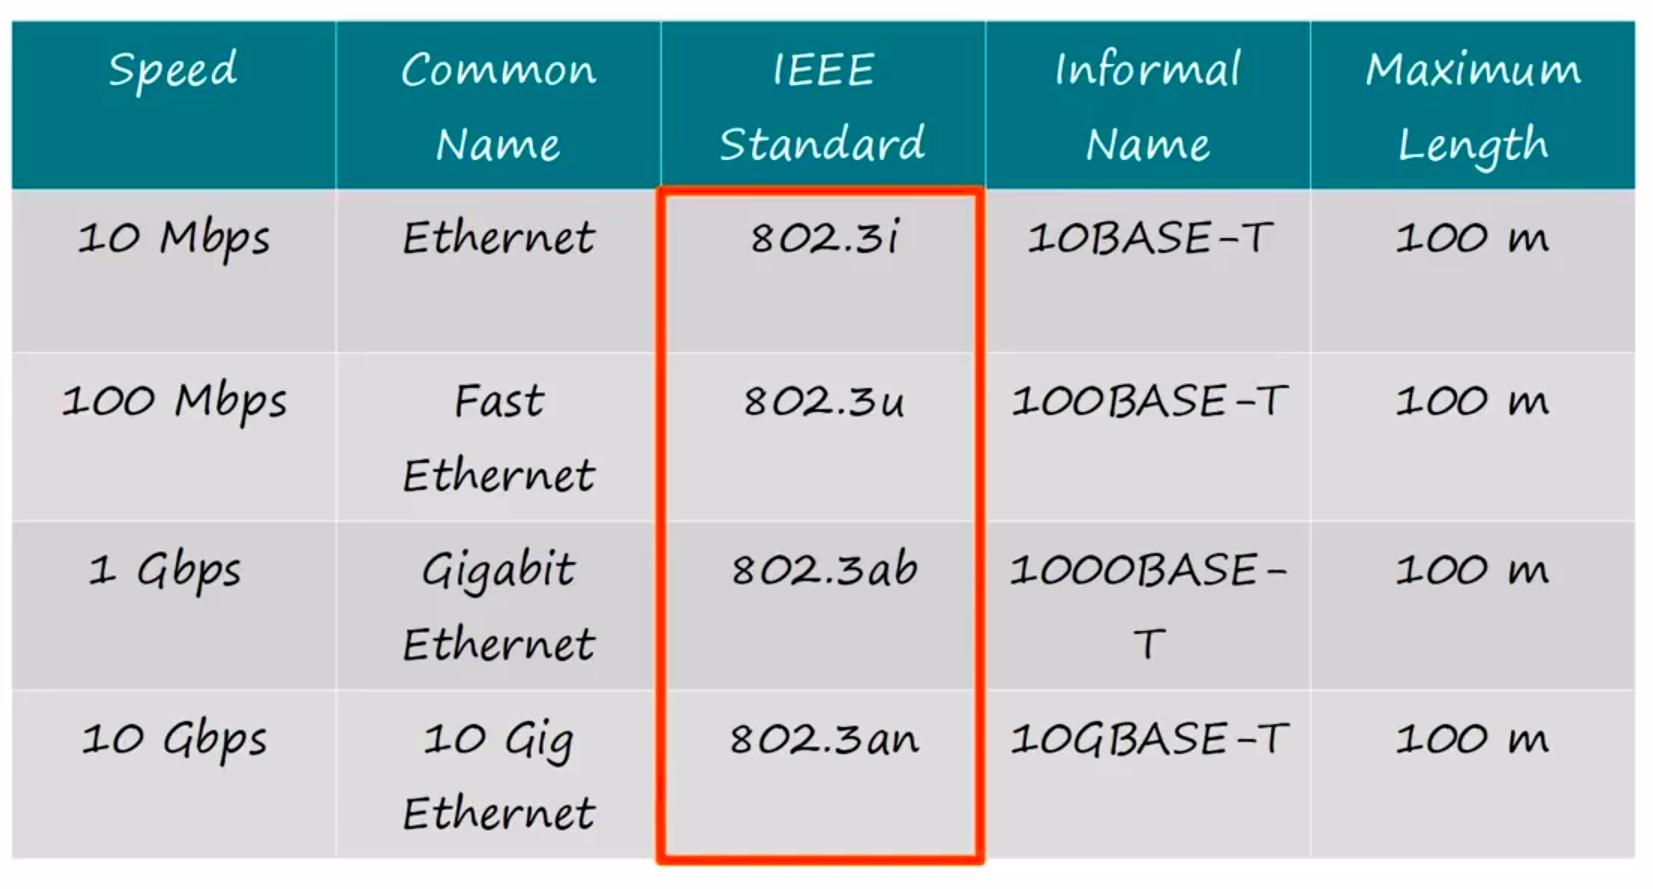 Speed Common Name IEEE Standard Informal Name Maximum Length
10 Mbps Ethernet 802.3i 10BASE-T 100 m
100 Mbps Fast Ethernet 802.3u 100BASE-T 100 m
1 Gbps Gigabit Ethernet 802.3ab 1000BASE-T 100 m
10 Gbps 10 Gig Ethernet 802.3an 10GBASE-T 100 m